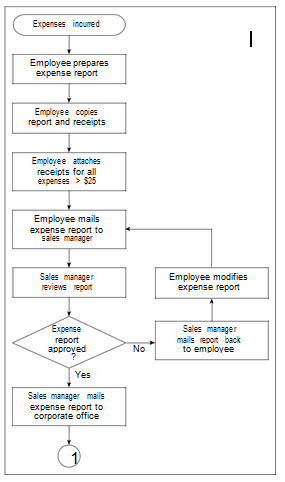 Expenses incurred
|
Employee prepares
expense report
Employee copies
report and receipts
Employee attaches
receipts for all
expenses > $25
Employee mails
expense report to
sales manager
Sales manager
reviews report
Employee modifies
expense report
Expense
report
approved
?
No
Sales manager
mails report back
to employee
Yes
Sales manager mails
expense report to
corporate office
1